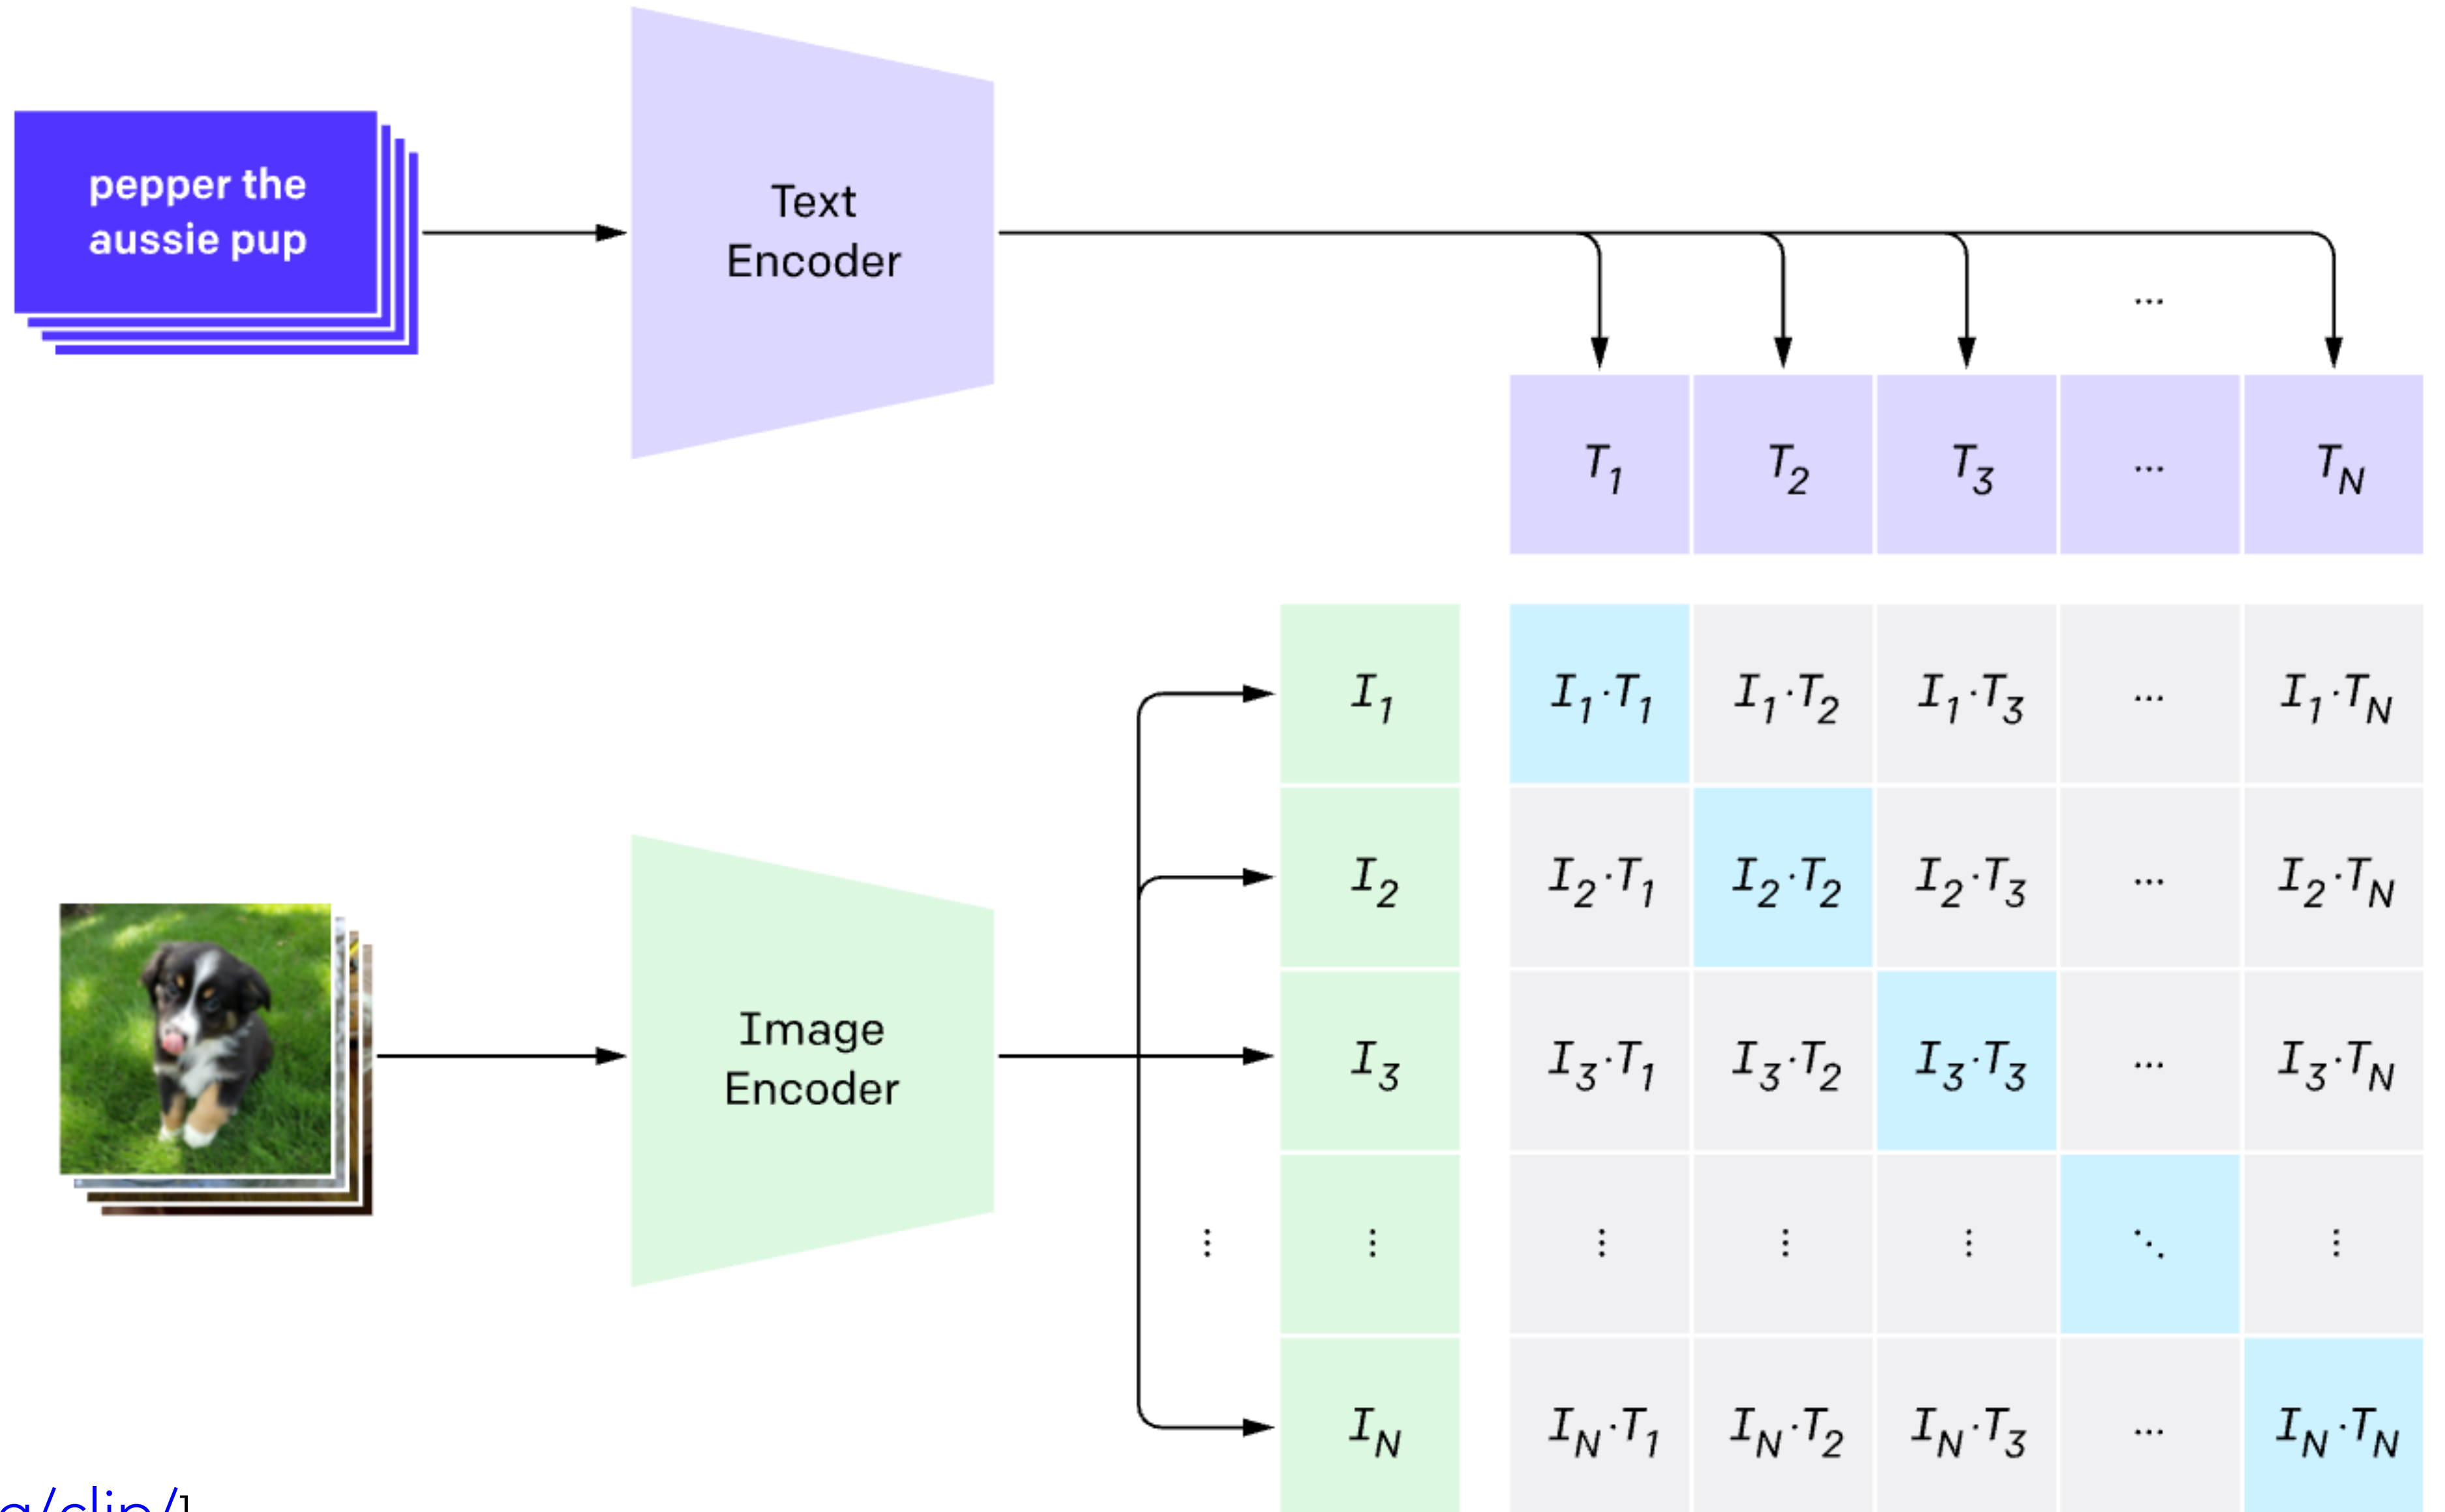 pepper the
aussie pup
Text
Encoder
...
T1 T2 T3 ... TN
I1 I1·T1 I1·T2 I1·T3 ... I1·TN
I2 I2·T1 I2·T2 I2·T3 ... I2·TN
Image
Encoder
I3 I3·T1 I3·T2 I3·T3 ... I3·TN
⋮ ⋮ ⋮ ⋮ ⋮ ⋱ ⋮
IN IN·T1 IN·T2 IN·T3 ... IN·TN
/clip/]